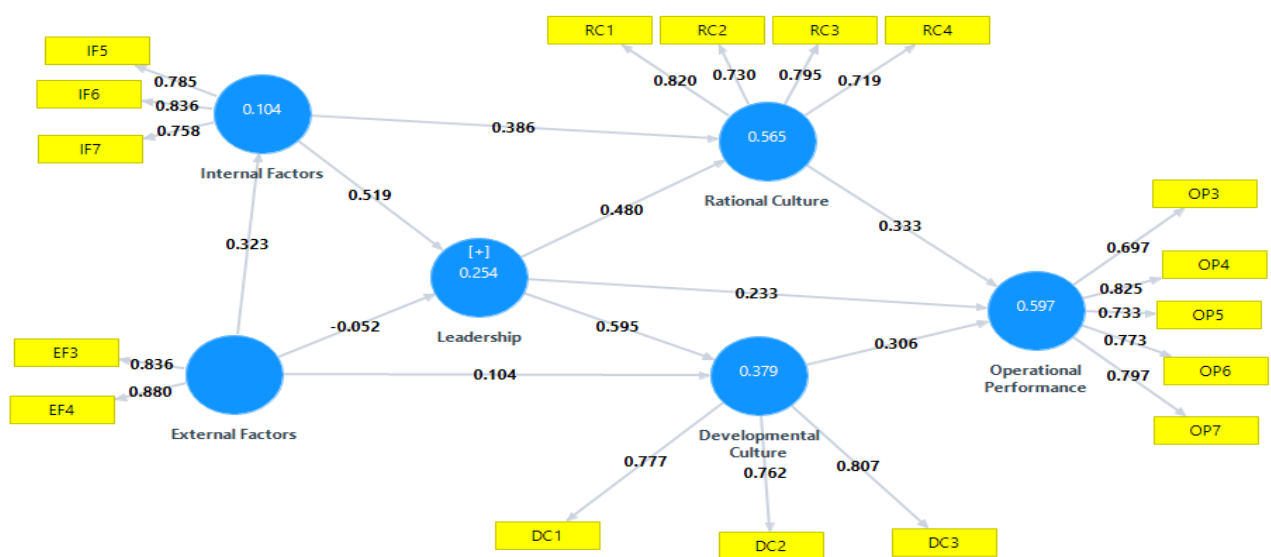 RC1
RC2
RC3
RC4
IF5
0.785
IF6
0.836
IF7
0.758
0.104
Internal Factors
0.820
0.730
0.795
0.719
0.386
0.565
Rational Culture
0.519
0.480
0.323
[+]
0.254
Leadership
0.333
0.233
OP3
0.697
OP4
0.825
0.597
OP5
0.733
0.773
OP6
Operational
Performance
0.797
OP7
-0.052
0.595
0.306
EF3
0.836
EF4
0.880
External Factors
0.104
0.379
Developmental
Culture
0.777
0.762
0.807
DC1
DC2
DC3